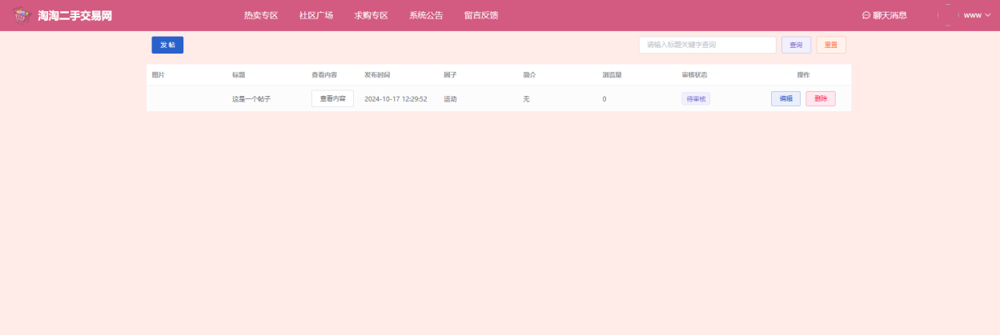 淘淘二手交易网 热卖专区 社区广场 求购专区 系统公告 留言反馈 聊天消息 www
发 帖 请输入标题关键字查询 查询 重置
图片 标题 查看内容 发布时间 圈子 简介 浏览量 审核状态 操作
这是一个帖子 查看内容 2024-10-17 12:29:52 运动 无 0 待审核 编辑 删除